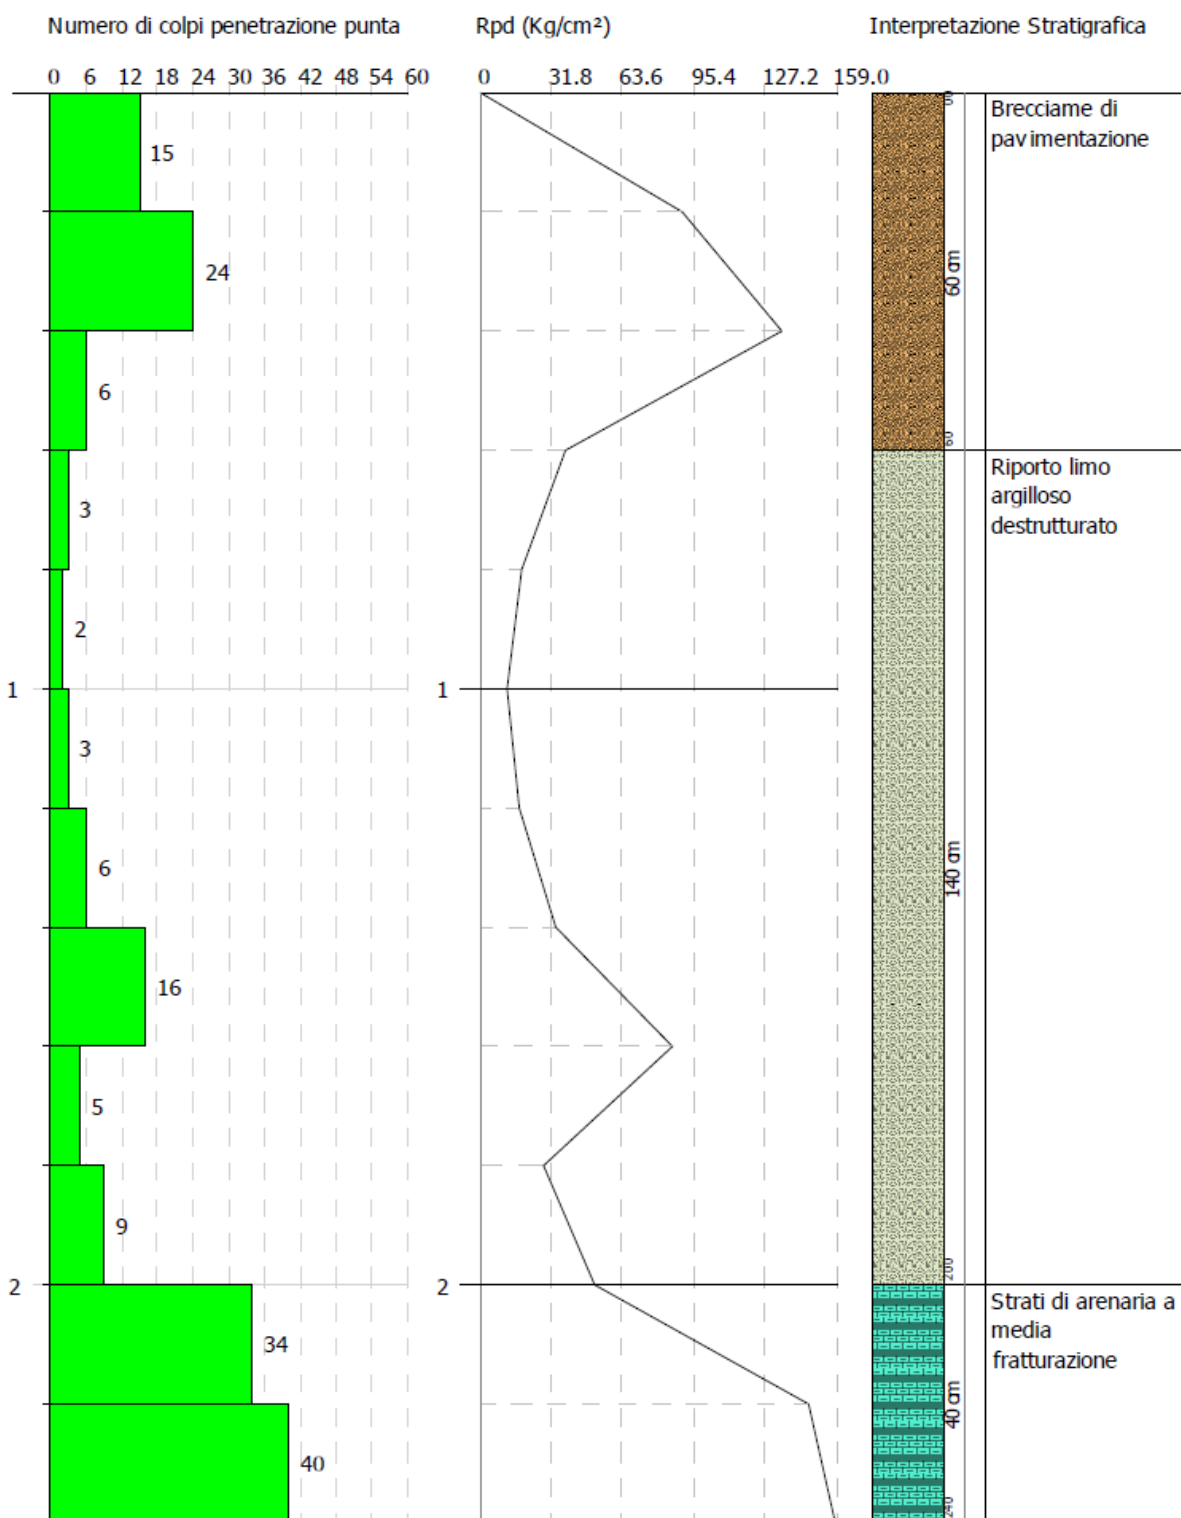 Numero di colpi penetrazione punta
Rpd (Kg/cm²)
Interpretazione Stratigrafica
0 6 12 18 24 30 36 42 48 54 60
0 31.8 63.6 95.4 127.2 159.0
15
24
6
3
2
1
3
6
16
5
9
2
34
40
1
2
60 cm
60
140 cm
200
40 cm
240
Brecciame di
pavimentazione
Riporto limo
argilloso
destrutturato
Strati di arenaria a
media
fratturazione